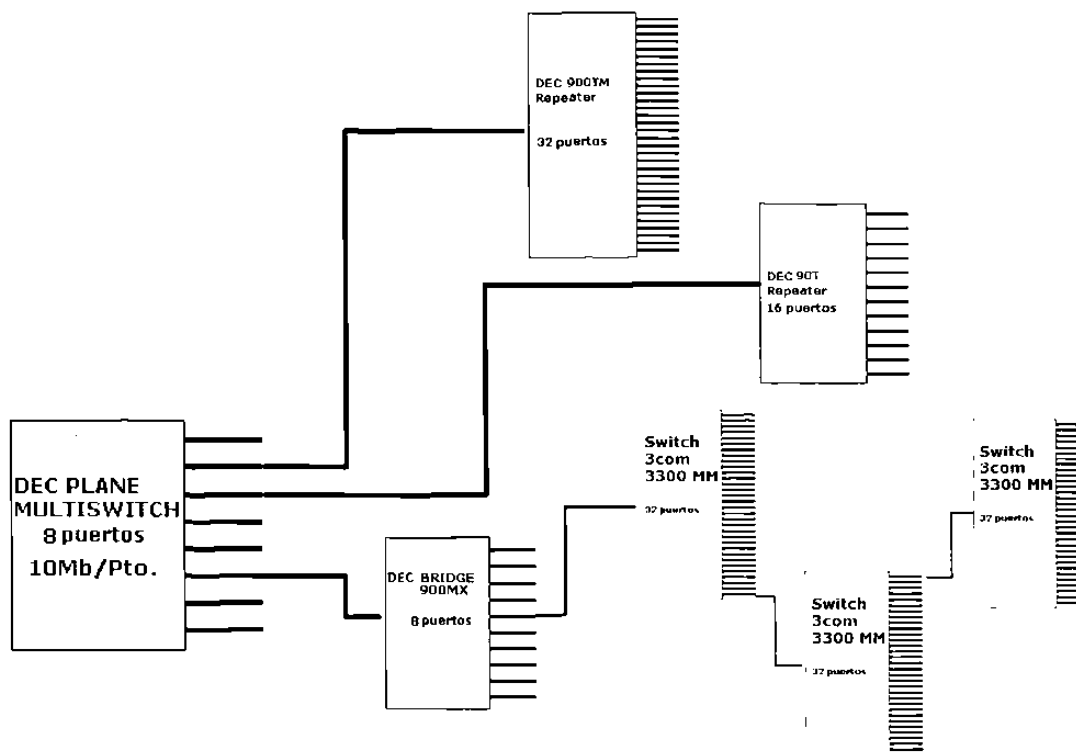 DEC 900TM
Repeater
32 puertos
DEC 90T
Repeater
16 puertos
DEC PLANE
MULTISWITCH
8 puertos
10Mb/Pto.
DEC BRIDGE
900MX
8 puertos
Switch
3com
3300 MM
32 puertos
Switch
3com
3300 MM
32 puertos
Switch
3com
3300 MM
32 puertos